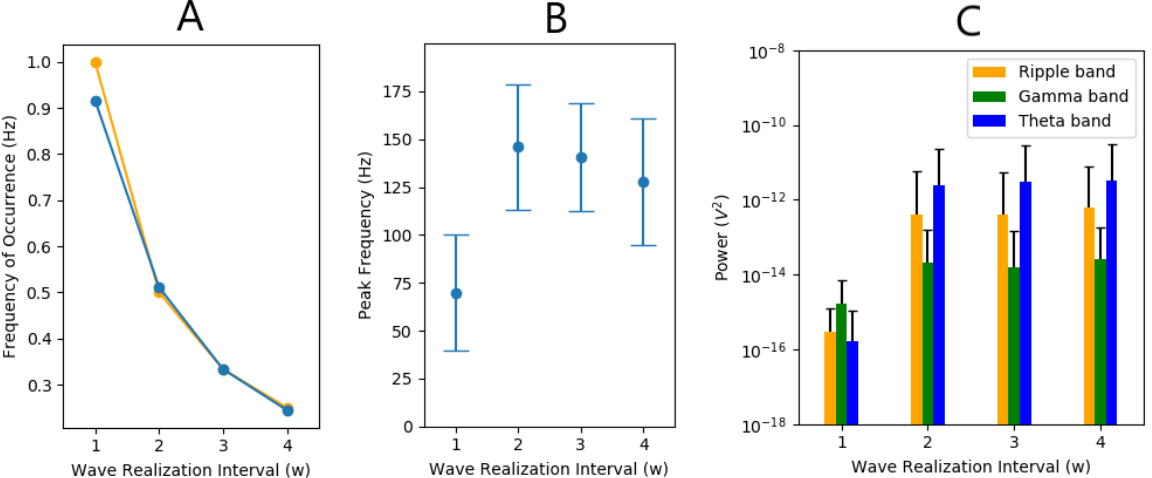 A
Frequency of Occurrence (Hz)
1.0
0.9
0.8
0.7
0.6
0.5
0.4
0.3
1 2 3 4
Wave Realization Interval (w)
B
Peak Frequency (Hz)
175
150
125
100
75
50
25
0
1 2 3 4
Wave Realization Interval (w)
C
Power (V²)
10⁻⁸
10⁻¹⁰
10⁻¹²
10⁻¹⁴
10⁻¹⁶
10⁻¹⁸
Ripple band
Gamma band
Theta band
1 2 3 4
Wave Realization Interval (w)